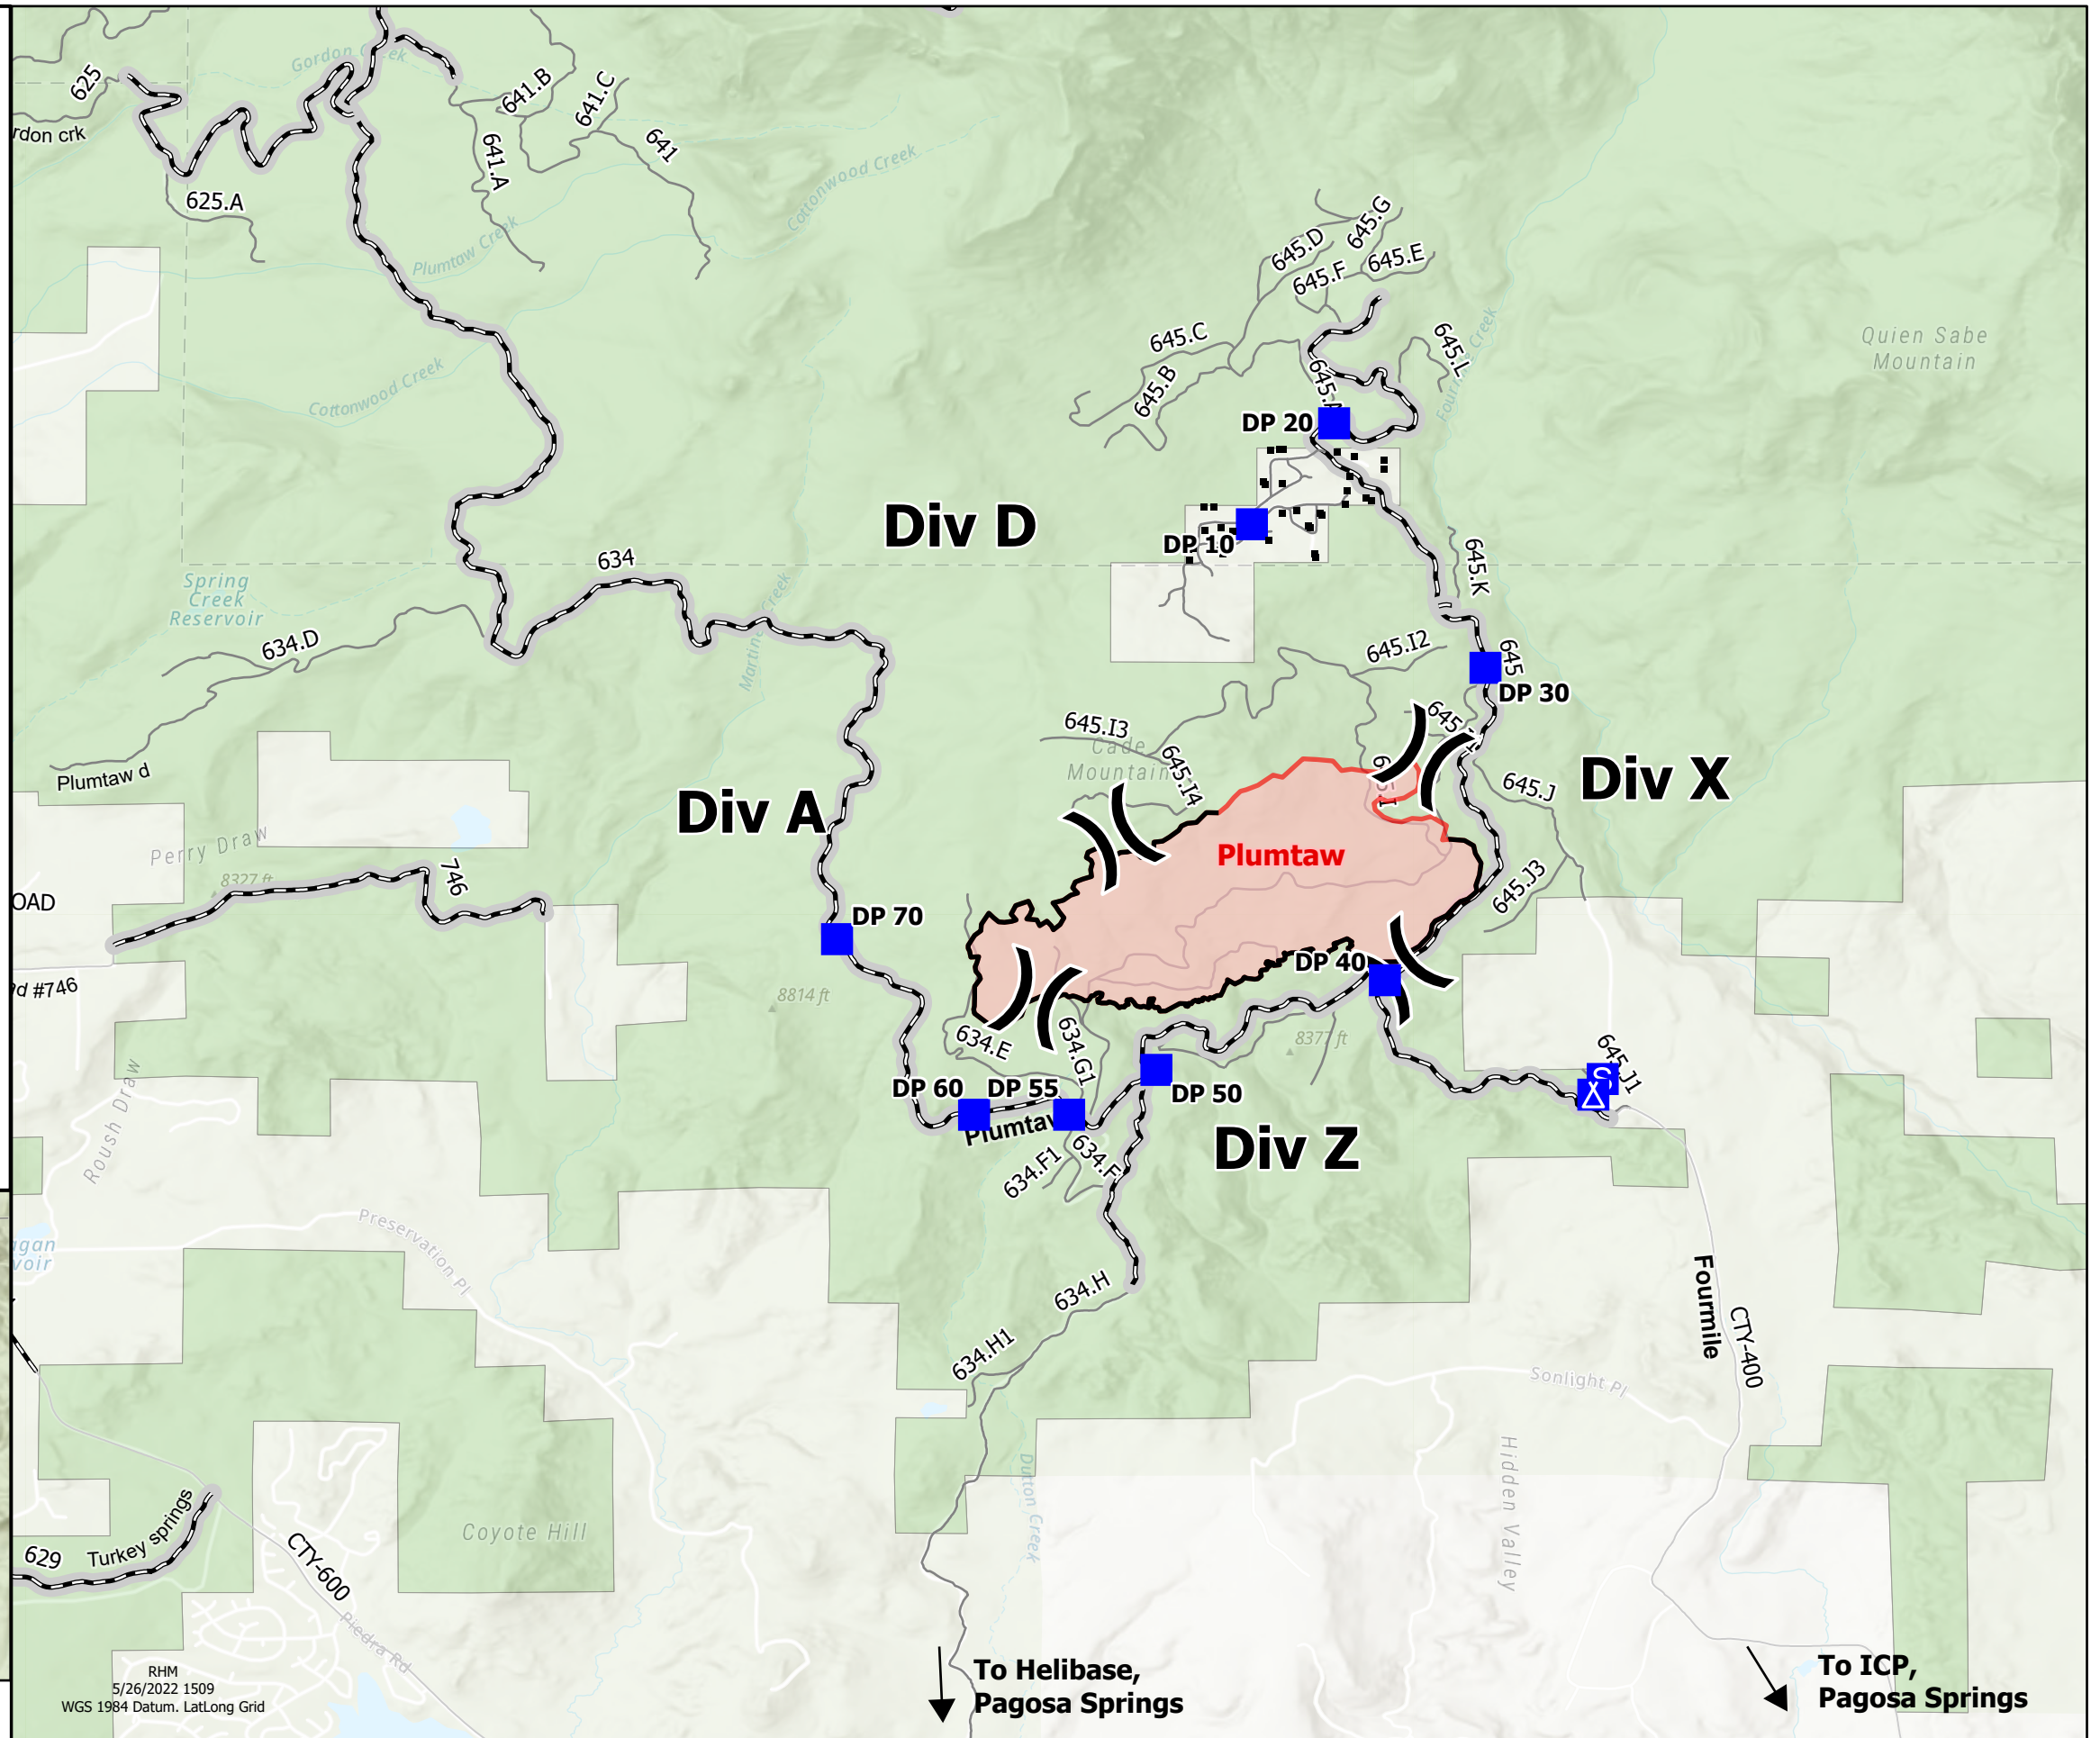 Gordon Creek
625
rdon crk
641.B
641.C
641
641.A
625.A
Plumtaw Creek
Cottonwood Creek
Cottonwood Creek
645.G
645.D
645.E
645.F
645.C
645.B
645.L
Quien Sabe
Mountain
DP 20
Div D
DP 10
645.K
634
Spring
Creek
Reservoir
634.D
645.I2
645
DP 30
645.I3
Cade
Mountain
645.I4
645.J
Div X
Plumtaw d
Div A
Perry Draw
8327 ft
746
OAD
Plumtaw
645.J3
DP 70
DP 40
d #746
8814 ft
8377 ft
634.E
634.G1
645.J1
DP 60
DP 55
DP 50
Roush Draw
634.F1
634.F
Div Z
Preservation Pl
634.H
634.H1
Fourmile
CTY-400
Sonlight Pl
Hidden Valley
Dutton Creek
Coyote Hill
Turkey springs
629
CTY-600
Piedra Rd
RHM
5/26/2022 1509
WGS 1984 Datum. LatLong Grid
To Helibase,
Pagosa Springs
To ICP,
Pagosa Springs